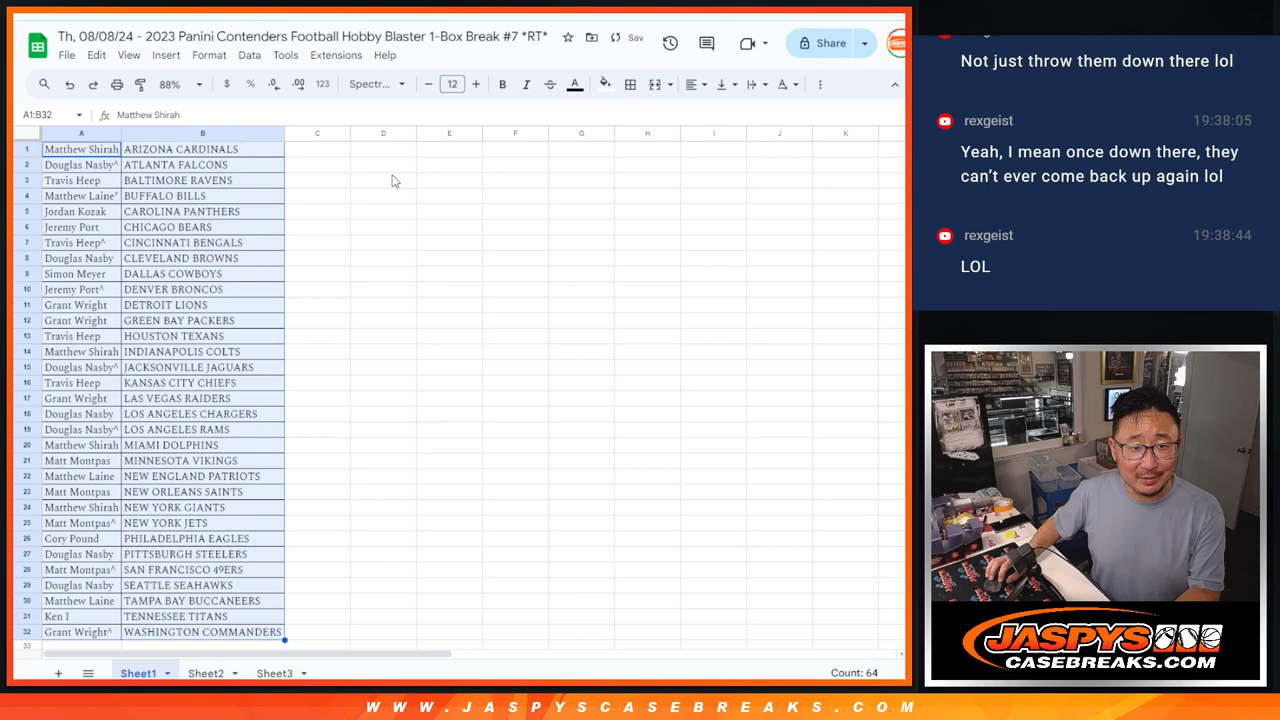 Th, 08/08/24 - 2023 Panini Contenders Football Hobby Blaster 1-Box Break #7 *RT*
Sav
File Edit View Insert Format Data Tools Extensions Help
Share
88% $ % .0 .00 123 Spectr... 12 B I A
A1:B32 fx Matthew Shirah
A B C D E F G H I J K
1 Matthew Shirah ARIZONA CARDINALS
2 Douglas Nasby^ ATLANTA FALCONS
3 Travis Heep BALTIMORE RAVENS
4 Matthew Laine* BUFFALO BILLS
5 Jordan Kozak CAROLINA PANTHERS
6 Jeremy Port CHICAGO BEARS
7 Travis Heep^ CINCINNATI BENGALS
8 Douglas Nasby CLEVELAND BROWNS
9 Simon Meyer DALLAS COWBOYS
10 Jeremy Port^ DENVER BRONCOS
11 Grant Wright DETROIT LIONS
12 Grant Wright GREEN BAY PACKERS
13 Travis Heep HOUSTON TEXANS
14 Matthew Shirah INDIANAPOLIS COLTS
15 Douglas Nasby^ JACKSONVILLE JAGUARS
16 Travis Heep KANSAS CITY CHIEFS
17 Grant Wright LAS VEGAS RAIDERS
18 Douglas Nasby LOS ANGELES CHARGERS
19 Douglas Nasby^ LOS ANGELES RAMS
20 Matthew Shirah MIAMI DOLPHINS
21 Matt Montpas MINNESOTA VIKINGS
22 Matthew Laine NEW ENGLAND PATRIOTS
23 Matt Montpas NEW ORLEANS SAINTS
24 Matthew Shirah NEW YORK GIANTS
25 Matt Montpas^ NEW YORK JETS
26 Cory Pound PHILADELPHIA EAGLES
27 Douglas Nasby PITTSBURGH STEELERS
28 Matt Montpas^ SAN FRANCISCO 49ERS
29 Douglas Nasby SEATTLE SEAHAWKS
30 Matthew Laine TAMPA BAY BUCCANEERS
31 Ken I TENNESSEE TITANS
32 Grant Wright^ WASHINGTON COMMANDERS
33
Sheet1 Sheet2 Sheet3 Count: 64
Not just throw them down there lol
rexgeist 19:38:05
Yeah, I mean once down there, they
can't ever come back up again lol
rexgeist 19:38:44
LOL
JASPYS
CASEBREAKS.COM
WWW.JASPYSCASEBREAKS.COM